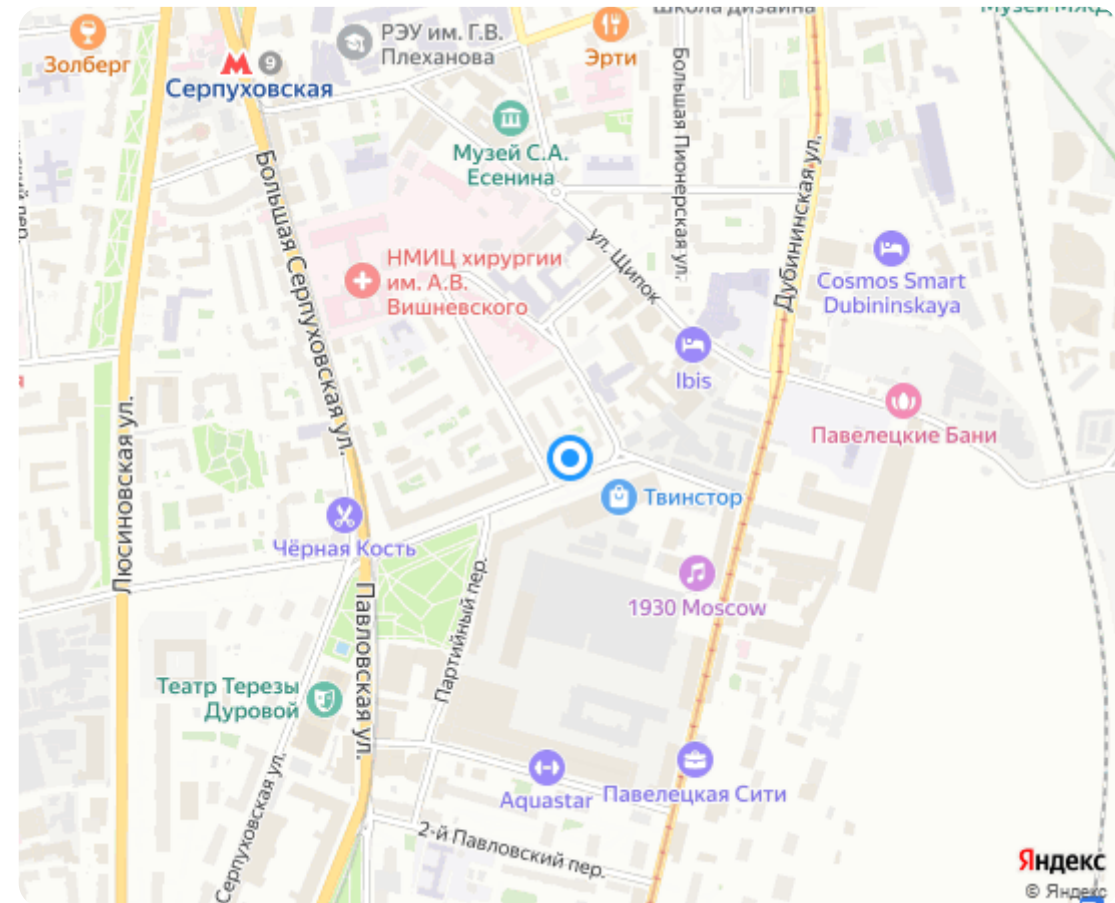 Школа дизайна
РЭУ им. Г.В.
Плеханова
Золберг
Эрти
9
Серпуховская
Музей С.А.
Есенина
Большая Пионерская ул.
Дубининская ул.
Большая Серпуховская ул.
ул. Щипок
НМИЦ хирургии
им. А.В.
Вишневского
Cosmos Smart
Dubininskaya
Ibis
Павелецкие Бани
Люсиновская ул.
Твинстор
Чёрная Кость
1930 Moscow
Павловская ул.
Партийный пер.
Театр Терезы
Дуровой
Aquastar
Павелецкая Сити
Серпуховская ул.
2-й Павловский пер.
Яндекс
© Яндекс